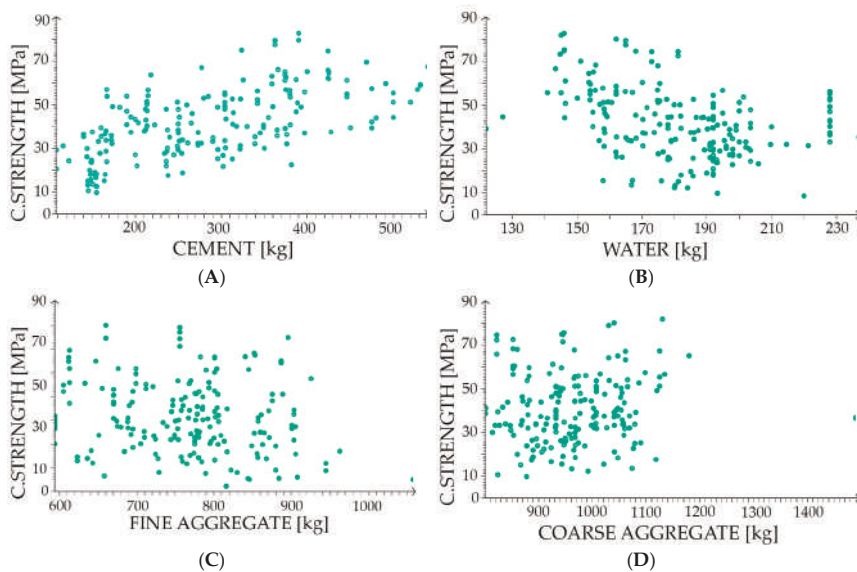 90
70
50
30
10
0
C.STRENGTH [MPa]
200 300 400 500
CEMENT [kg]
(A)
90
70
50
30
10
0
C.STRENGTH [MPa]
130 150 170 190 210 230
WATER [kg]
(B)
90
70
50
30
10
0
C.STRENGTH [MPa]
600 700 800 900 1000
FINE AGGREGATE [kg]
(C)
90
70
50
30
10
0
C.STRENGTH [MPa]
900 1000 1100 1200 1300 1400
COARSE AGGREGATE [kg]
(D)